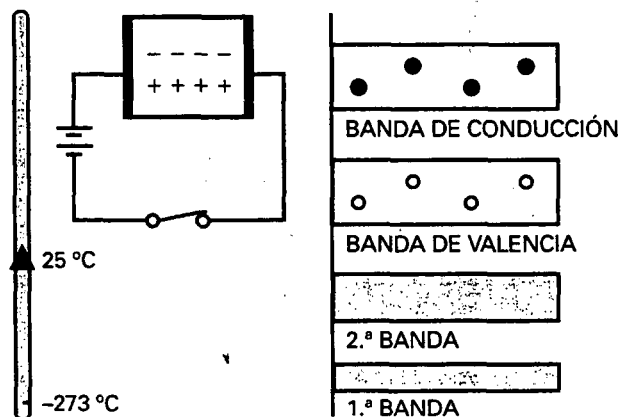 – – – –
+ + + +
25 °C
–273 °C
BANDA DE CONDUCCIÓN
BANDA DE VALENCIA
2.ª BANDA
1.ª BANDA